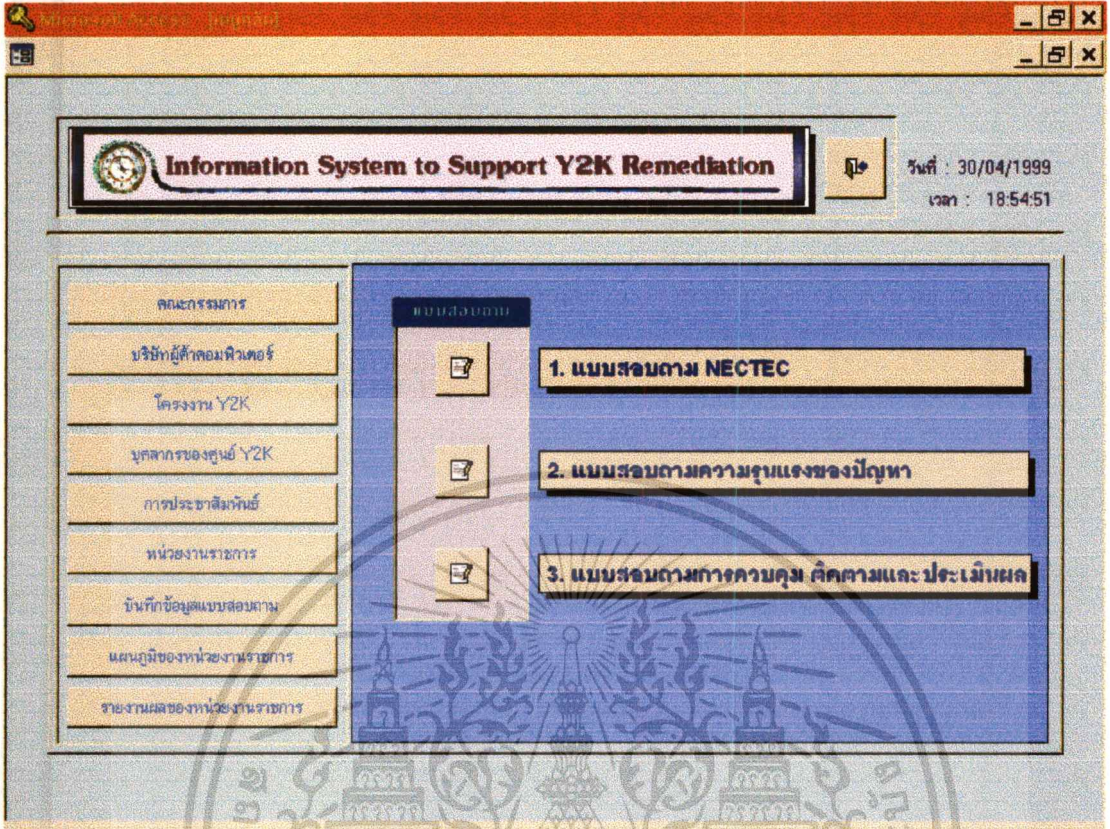 Microsoft Access - [เมนูหลัก]
Information System to Support Y2K Remediation
วันที่ : 30/04/1999
เวลา : 18:54:51
คณะกรรมการ
บริษัทผู้ค้าคอมพิวเตอร์
โครงงาน Y2K
บุคลากรของศูนย์ Y2K
การประชาสัมพันธ์
หน่วยงานราชการ
บันทึกข้อมูลแบบสอบถาม
แผนภูมิของหน่วยงานราชการ
รายงานผลของหน่วยงานราชการ
แบบสอบถาม
1. แบบสอบถาม NECTEC
2. แบบสอบถามความรุนแรงของปัญหา
3. แบบสอบถามการควบคุม ติดตามและประเมินผล